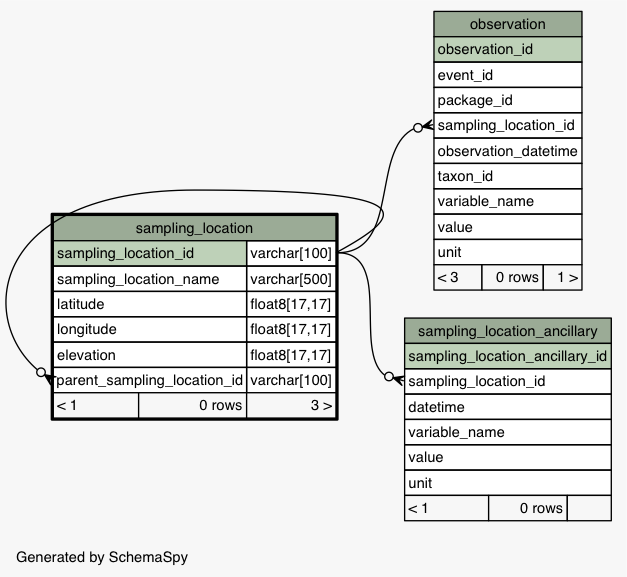 observation
observation_id
event_id
package_id
sampling_location_id
observation_datetime
taxon_id
variable_name
value
unit
< 3 0 rows 1 >
sampling_location
sampling_location_id varchar[100]
sampling_location_name varchar[500]
latitude float8[17,17]
longitude float8[17,17]
elevation float8[17,17]
parent_sampling_location_id varchar[100]
< 1 0 rows 3 >
sampling_location_ancillary
sampling_location_ancillary_id
sampling_location_id
datetime
variable_name
value
unit
< 1 0 rows
Generated by SchemaSpy